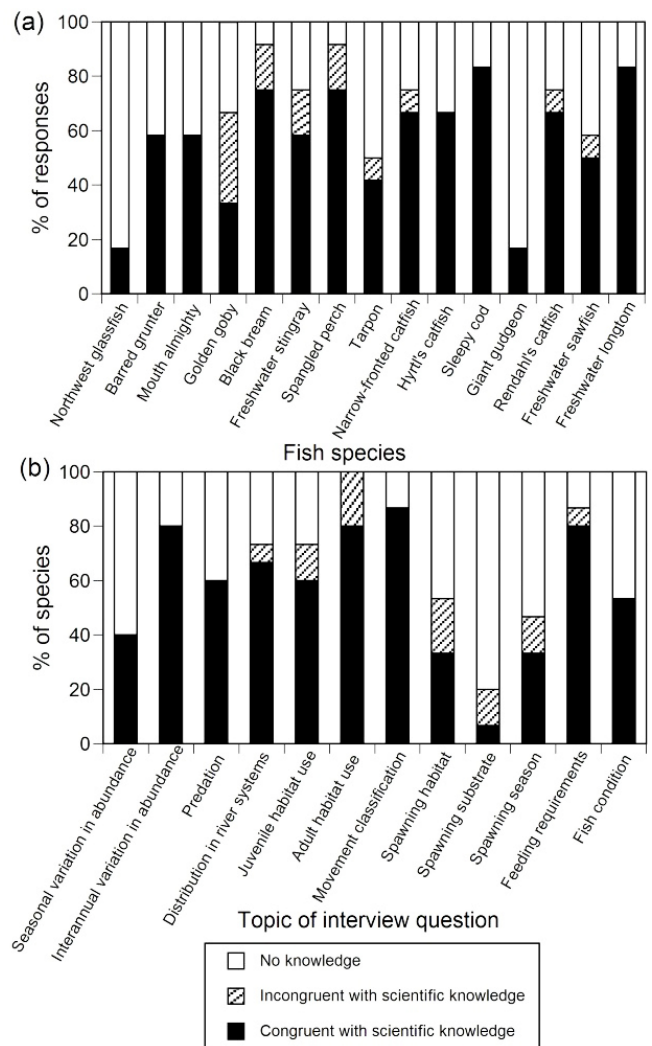 (a)
100
80
60
40
20
0
% of responses
Northwest glassfish
Barred grunter
Mouth almighty
Golden goby
Black bream
Freshwater stingray
Spangled perch
Tarpon
Narrow-fronted catfish
Hyrtl's catfish
Sleepy cod
Giant gudgeon
Rendahl's catfish
Freshwater sawfish
Freshwater longtom
Fish species
(b)
100
80
60
40
20
0
% of species
Seasonal variation in abundance
Interannual variation in abundance
Predation
Distribution in river systems
Juvenile habitat use
Adult habitat use
Movement classification
Spawning habitat
Spawning substrate
Spawning season
Feeding requirements
Fish condition
Topic of interview question
No knowledge
Incongruent with scientific knowledge
Congruent with scientific knowledge